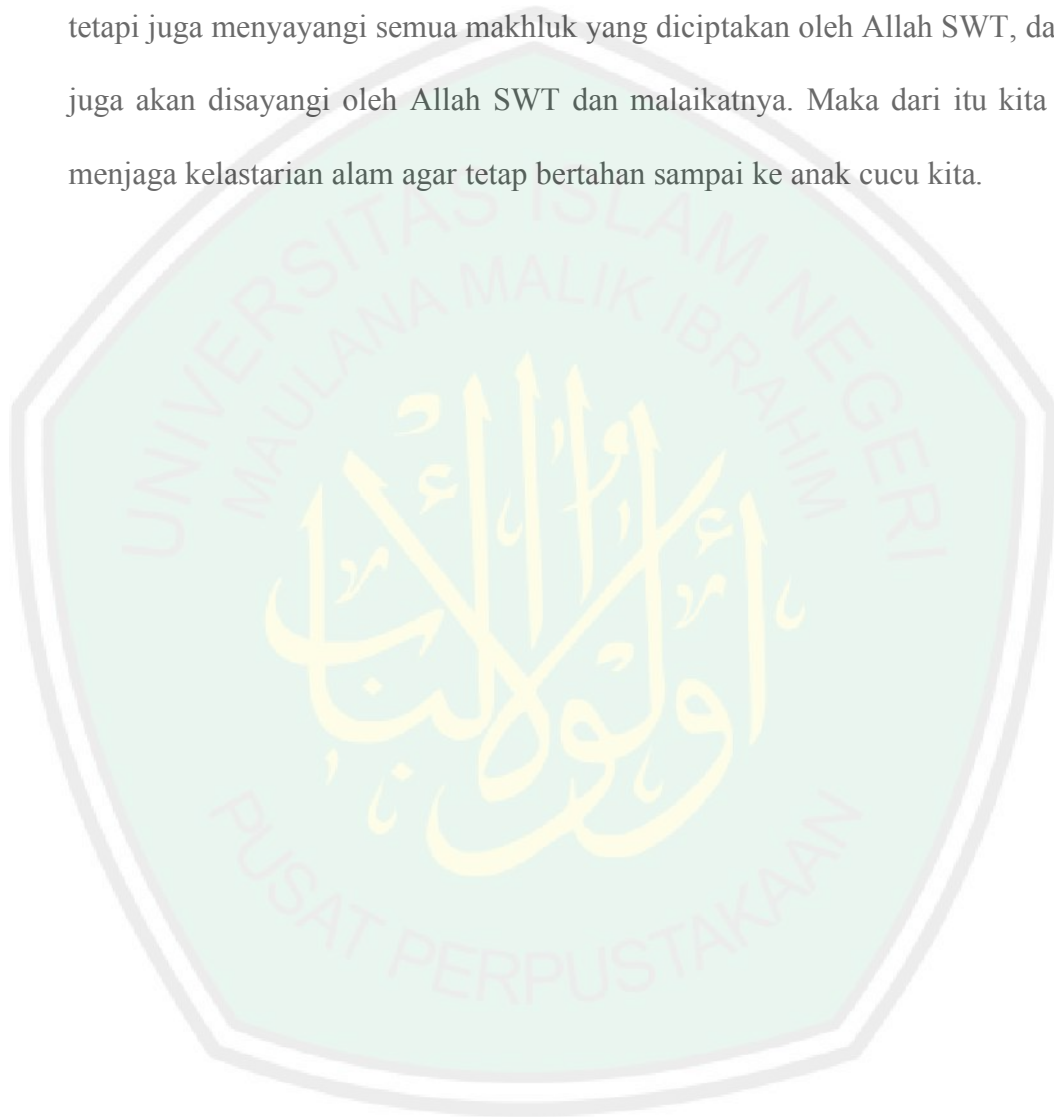 tetapi juga menyayangi semua makhluk yang diciptakan oleh Allah SWT, da
juga akan disayangi oleh Allah SWT dan malaikatnya. Maka dari itu kita
menjaga kelastarian alam agar tetap bertahan sampai ke anak cucu kita.
UNIVERSITAS ISLAM NEGERI
MAULANA MALIK IBRAHIM
أولوا الألباب
PUSAT PERPUSTAKAAN